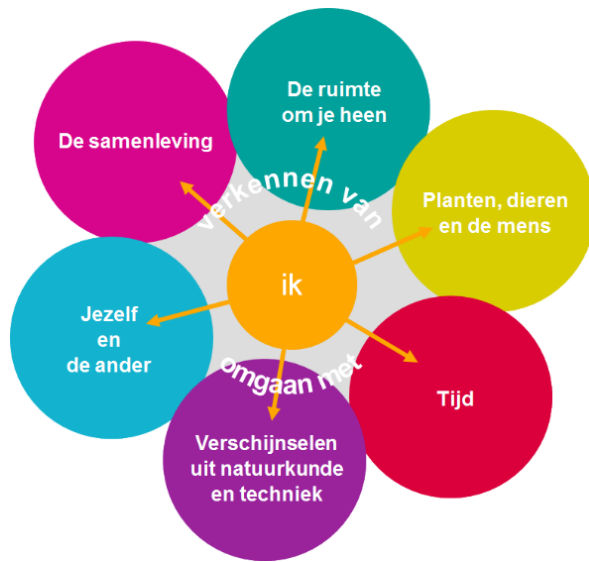 De ruimte
om je heen
De samenleving
verkennen van
Planten, dieren
en de mens
ik
Jezelf
en
de ander
omgaan met
Tijd
Verschijnselen
uit natuurkunde
en techniek